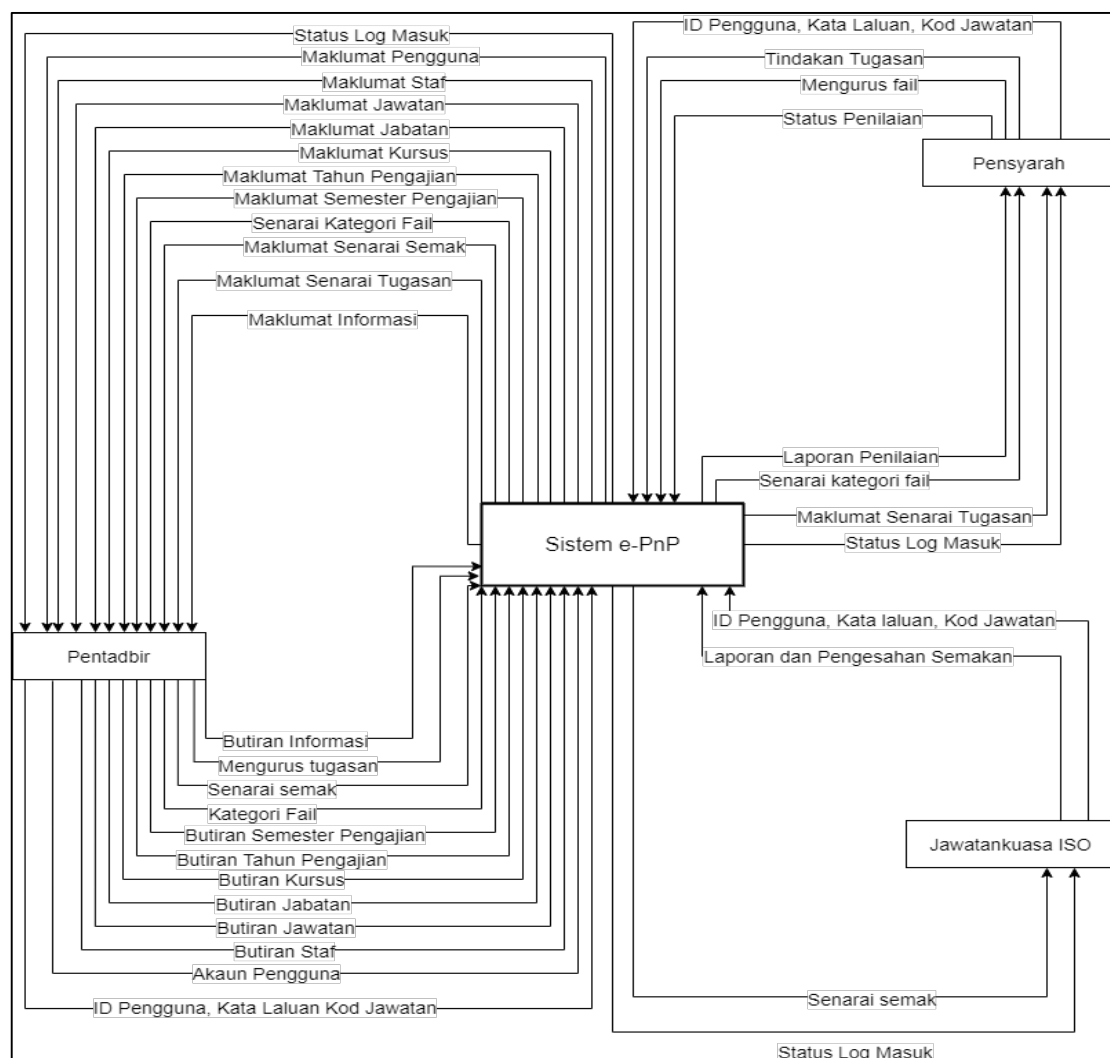 Status Log Masuk
Maklumat Pengguna
Maklumat Staf
Maklumat Jawatan
Maklumat Jabatan
Maklumat Kursus
Maklumat Tahun Pengajian
Maklumat Semester Pengajian
Senarai Kategori Fail
Maklumat Senarai Semak
Maklumat Senarai Tugasan
Maklumat Informasi
ID Pengguna, Kata Laluan, Kod Jawatan
Tindakan Tugasan
Mengurus fail
Status Penilaian
Pensyarah
Laporan Penilaian
Senarai kategori fail
Maklumat Senarai Tugasan
Status Log Masuk
Sistem e-PnP
Pentadbir
ID Pengguna, Kata laluan, Kod Jawatan
Laporan dan Pengesahan Semakan
Butiran Informasi
Mengurus tugasan
Senarai semak
Kategori Fail
Butiran Semester Pengajian
Butiran Tahun Pengajian
Butiran Kursus
Butiran Jabatan
Butiran Jawatan
Butiran Staf
Akaun Pengguna
ID Pengguna, Kata Laluan Kod Jawatan
Jawatankuasa ISO
Senarai semak
Status Log Masuk